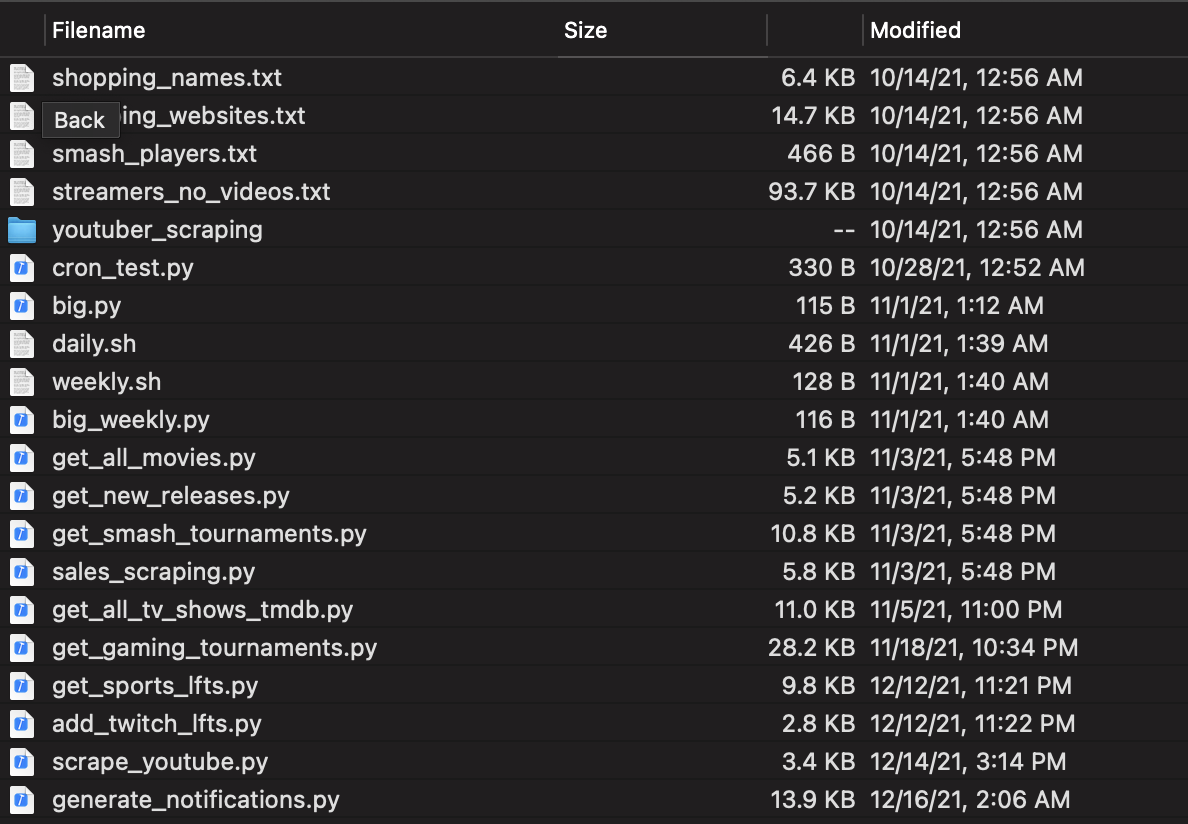 Filename Size Modified
shopping_names.txt 6.4 KB 10/14/21, 12:56 AM
Back ing_websites.txt 14.7 KB 10/14/21, 12:56 AM
smash_players.txt 466 B 10/14/21, 12:56 AM
streamers_no_videos.txt 93.7 KB 10/14/21, 12:56 AM
youtuber_scraping -- 10/14/21, 12:56 AM
cron_test.py 330 B 10/28/21, 12:52 AM
big.py 115 B 11/1/21, 1:12 AM
daily.sh 426 B 11/1/21, 1:39 AM
weekly.sh 128 B 11/1/21, 1:40 AM
big_weekly.py 116 B 11/1/21, 1:40 AM
get_all_movies.py 5.1 KB 11/3/21, 5:48 PM
get_new_releases.py 5.2 KB 11/3/21, 5:48 PM
get_smash_tournaments.py 10.8 KB 11/3/21, 5:48 PM
sales_scraping.py 5.8 KB 11/3/21, 5:48 PM
get_all_tv_shows_tmdb.py 11.0 KB 11/5/21, 11:00 PM
get_gaming_tournaments.py 28.2 KB 11/18/21, 10:34 PM
get_sports_lfts.py 9.8 KB 12/12/21, 11:21 PM
add_twitch_lfts.py 2.8 KB 12/12/21, 11:22 PM
scrape_youtube.py 3.4 KB 12/14/21, 3:14 PM
generate_notifications.py 13.9 KB 12/16/21, 2:06 AM